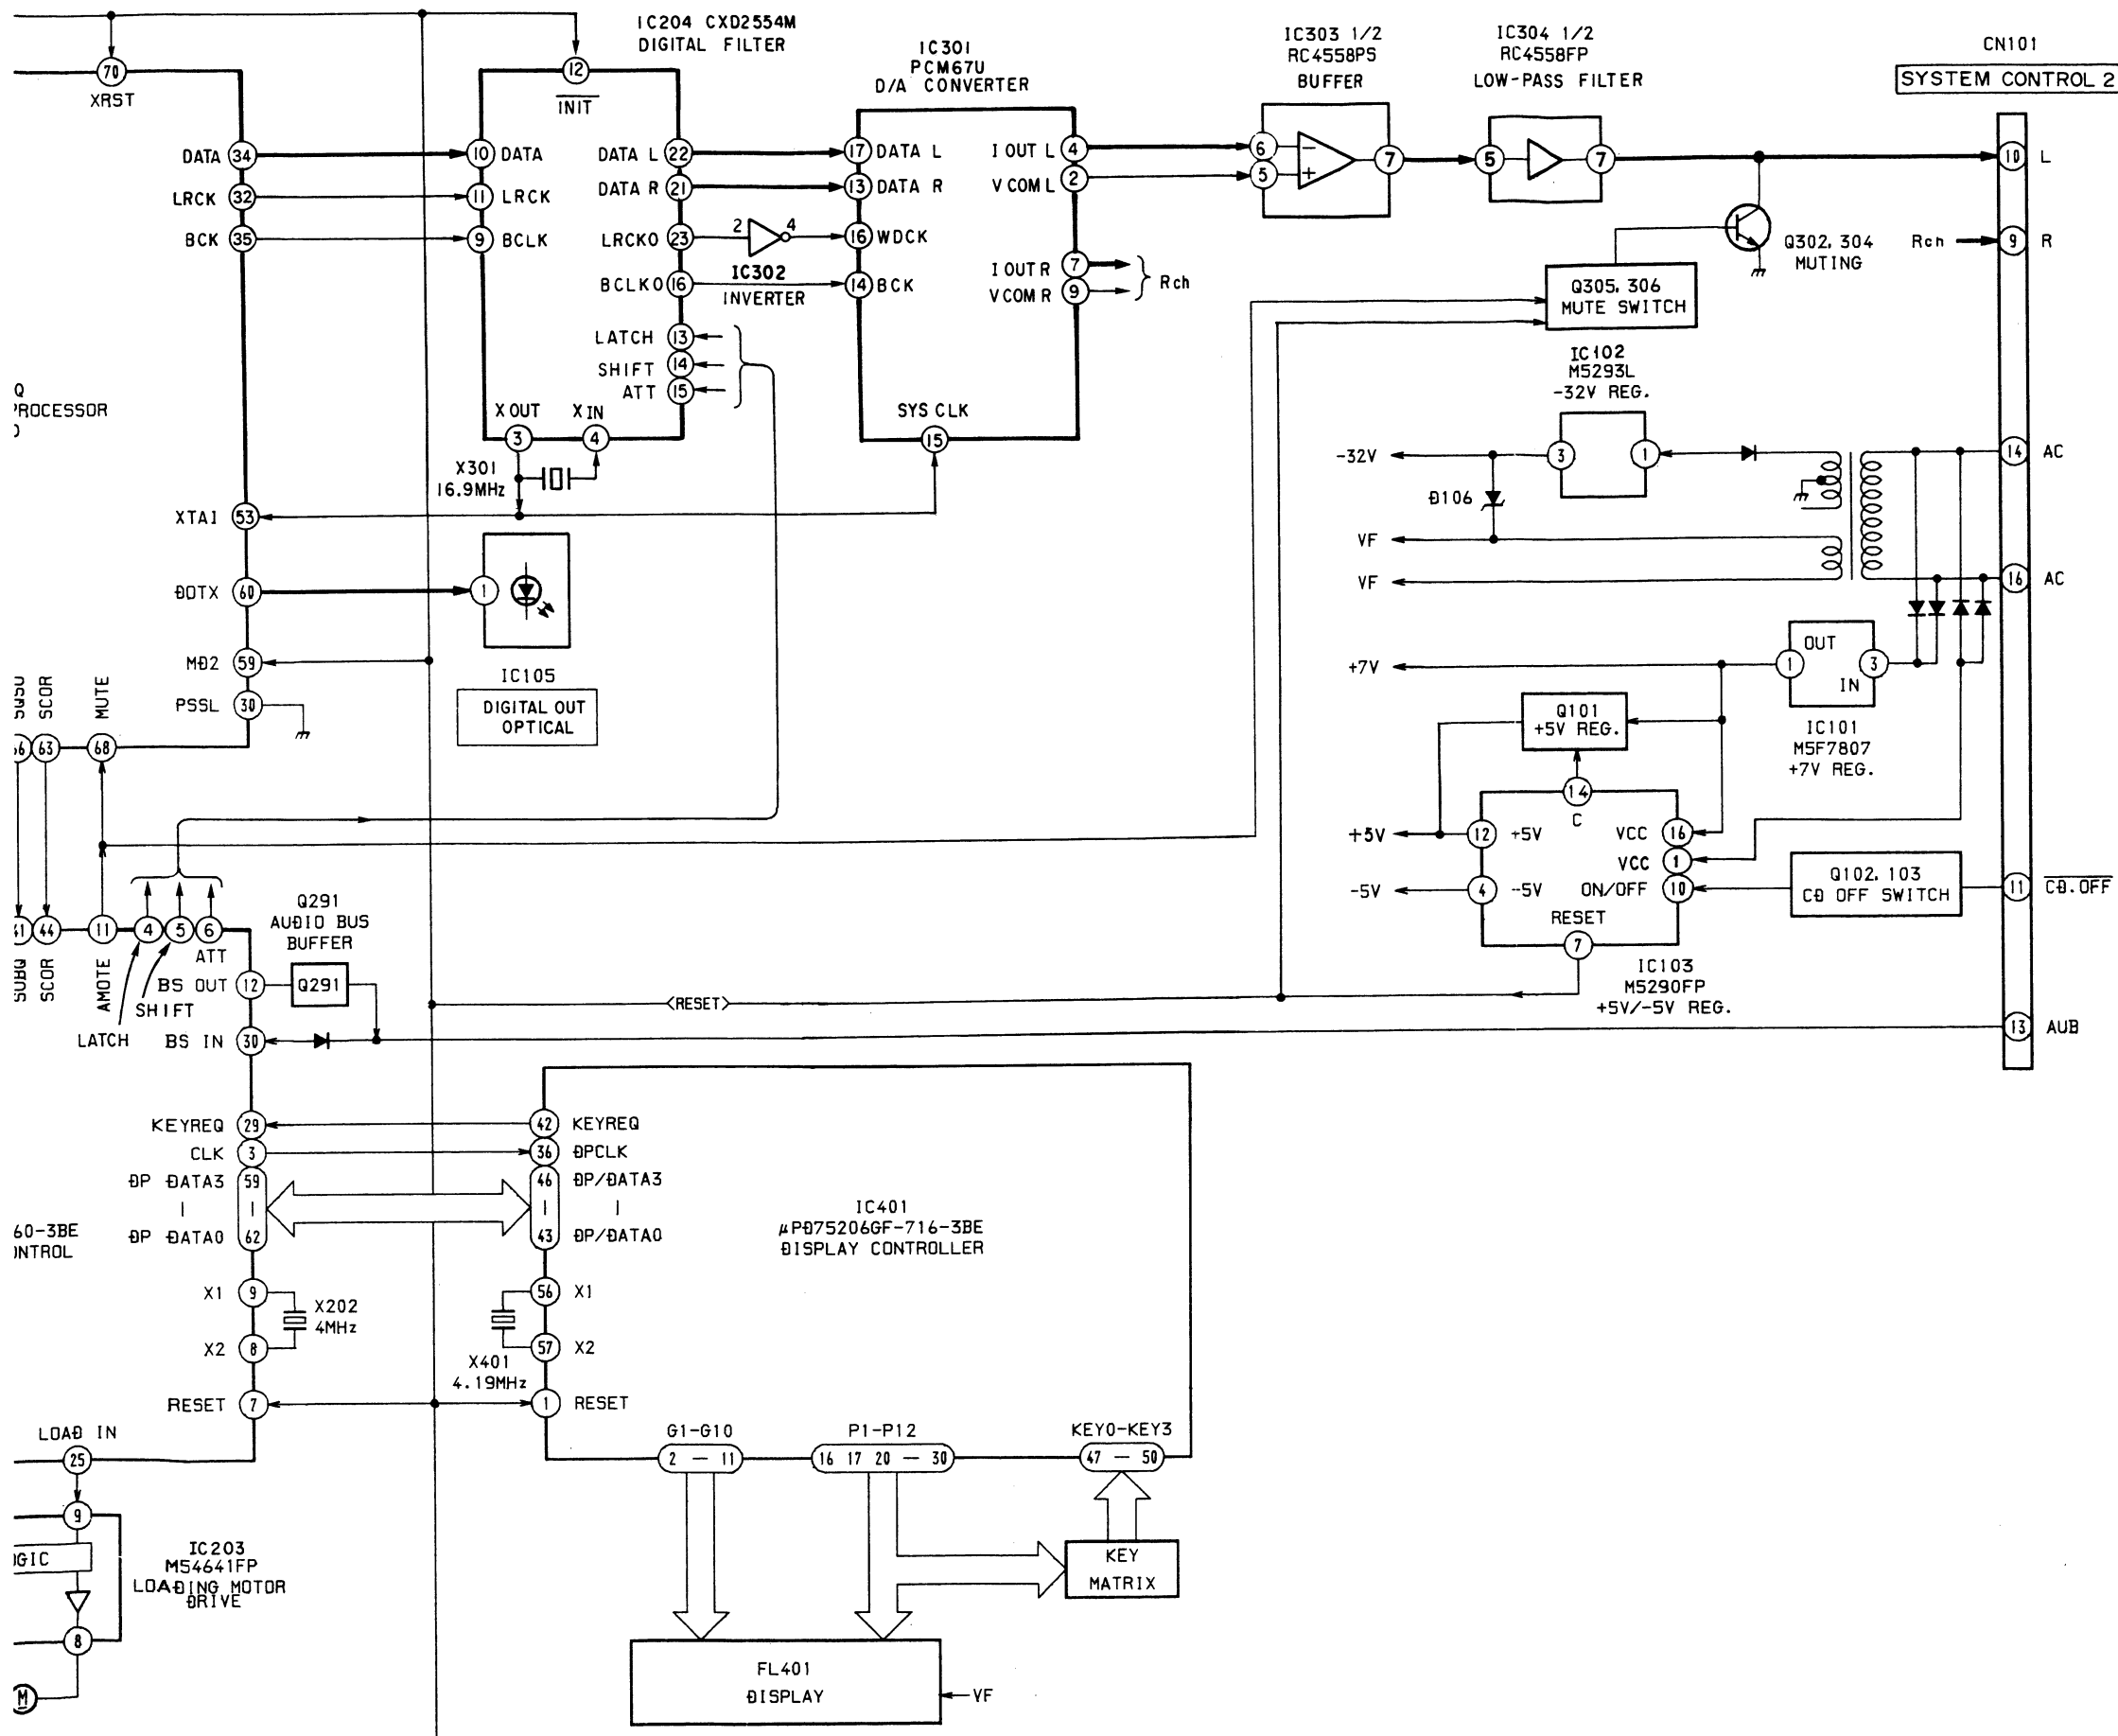 IC204 CXD2554M
DIGITAL FILTER
IC301
PCM67U
D/A CONVERTER
IC303 1/2
RC4558PS
BUFFER
IC304 1/2
RC4558FP
LOW-PASS FILTER
CN101
SYSTEM CONTROL 2
70
XRST
12
INIT
DATA 34
10 DATA
DATA L 22
17 DATA L
I OUT L 4
6
5
7
5
7
10 L
LRCK 32
11 LRCK
DATA R 21
13 DATA R
V COM L 2
BCK 35
9 BCLK
LRCKO 23
2
4
16 WDCK
IC302
INVERTER
BCLKO 16
14 BCK
I OUT R 7
V COM R 9
Rch
Q302, 304
MUTING
Rch
9 R
Q305, 306
MUTE SWITCH
LATCH 13
SHIFT 14
ATT 15
X OUT
X IN
3
4
SYS CLK
15
X301
16.9MHz
Q
PROCESSOR
IC102
M5293L
-32V REG.
-32V
3
1
14 AC
D106
VF
VF
16 AC
XTAI 53
DOTX 60
1
IC105
DIGITAL OUT
OPTICAL
MD2 59
PSSL 30
+7V
1
OUT
IN
3
IC101
M5F7807
+7V REG.
Q101
+5V REG.
SCOR
MUTE
63
68
14
C
+5V
12
+5V
VCC 16
VCC 1
-5V
4
-5V
ON/OFF 10
RESET
7
Q102, 103
CD OFF SWITCH
11 CD.OFF
IC103
M5290FP
+5V/-5V REG.
41
44
11
4
5
6
ATT
SUBQ
SCOR
AMUTE
LATCH
SHIFT
Q291
AUDIO BUS
BUFFER
BS OUT 12
Q291
<RESET>
BS IN 30
13 AUB
KEYREQ 29
42 KEYREQ
CLK 3
36 DPCLK
DP DATA3 59
46 DP/DATA3
DP DATA0 62
43 DP/DATA0
60-3BE
IC401
μPD75206GF-716-3BE
DISPLAY CONTROLLER
X1 9
X202
4MHz
X2 8
56 X1
57 X2
X401
4.19MHz
RESET 7
1 RESET
LOAD IN
25
9
8
M
IC203
M54641FP
LOADING MOTOR
DRIVE
G1-G10
2 — 11
P1-P12
16 17 20 — 30
KEY0-KEY3
47 — 50
KEY
MATRIX
FL401
DISPLAY
VF